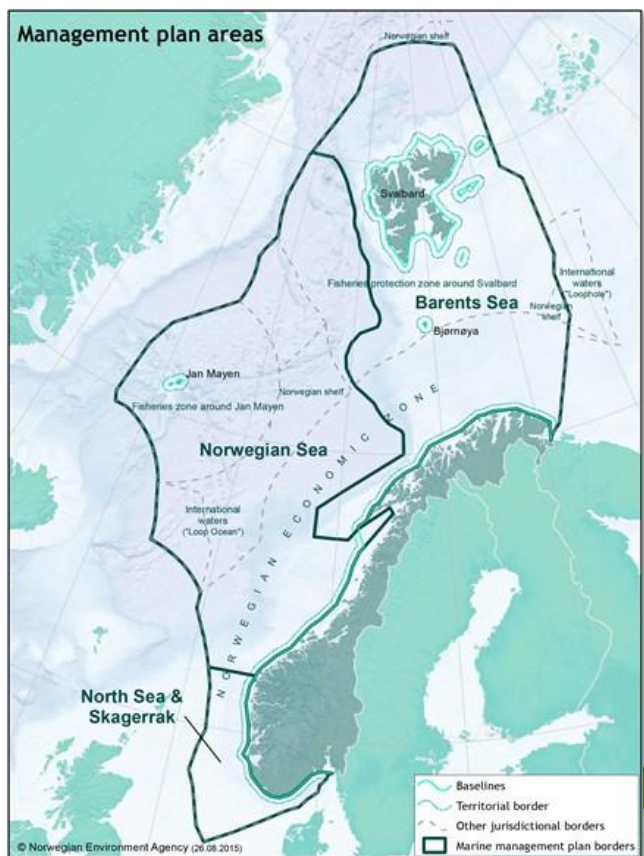 Management plan areas
Norwegian shelf
Svalbard
Fisheries protection zone around Svalbard
International
waters
("Loophole")
Barents Sea
Norwegian
shelf
Bjørnøya
Jan Mayen
Norwegian shelf
Fisheries zone around Jan Mayen
Norwegian Sea
NORWEGIAN ECONOMIC ZONE
International
waters
("Loop Ocean")
North Sea &
Skagerrak
Baselines
Territorial border
Other jurisdictional borders
Marine management plan borders
© Norwegian Environment Agency (26.08.2015)